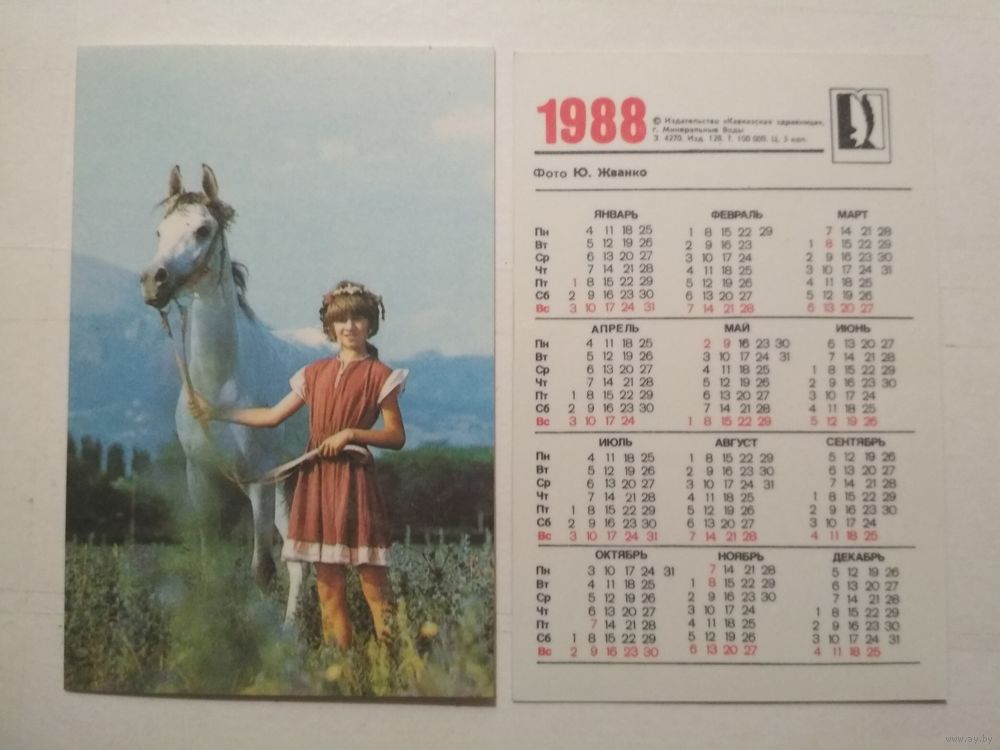 1988
© Издательство «Кавказская здравница»,
г. Минеральные Воды
З. 4270. Изд. 128. Т. 100 000. Ц. 5 коп.
Фото Ю. Жванко
ЯНВАРЬ ФЕВРАЛЬ МАРТ
Пн 4 11 18 25 1 8 15 22 29 7 14 21 28
Вт 5 12 19 26 2 9 16 23 1 8 15 22 29
Ср 6 13 20 27 3 10 17 24 2 9 16 23 30
Чт 7 14 21 28 4 11 18 25 3 10 17 24 31
Пт 1 8 15 22 29 5 12 19 26 4 11 18 25
Сб 2 9 16 23 30 6 13 20 27 5 12 19 26
Вс 3 10 17 24 31 7 14 21 28 6 13 20 27
АПРЕЛЬ МАЙ ИЮНЬ
Пн 4 11 18 25 2 9 16 23 30 6 13 20 27
Вт 5 12 19 26 3 10 17 24 31 7 14 21 28
Ср 6 13 20 27 4 11 18 25 1 8 15 22 29
Чт 7 14 21 28 5 12 19 26 2 9 16 23 30
Пт 1 8 15 22 29 6 13 20 27 3 10 17 24
Сб 2 9 16 23 30 7 14 21 28 4 11 18 25
Вс 3 10 17 24 1 8 15 22 29 5 12 19 26
ИЮЛЬ АВГУСТ СЕНТЯБРЬ
Пн 4 11 18 25 1 8 15 22 29 5 12 19 26
Вт 5 12 19 26 2 9 16 23 30 6 13 20 27
Ср 6 13 20 27 3 10 17 24 31 7 14 21 28
Чт 7 14 21 28 4 11 18 25 1 8 15 22 29
Пт 1 8 15 22 29 5 12 19 26 2 9 16 23 30
Сб 2 9 16 23 30 6 13 20 27 3 10 17 24
Вс 3 10 17 24 31 7 14 21 28 4 11 18 25
ОКТЯБРЬ НОЯБРЬ ДЕКАБРЬ
Пн 3 10 17 24 31 7 14 21 28 5 12 19 26
Вт 4 11 18 25 1 8 15 22 29 6 13 20 27
Ср 5 12 19 26 2 9 16 23 30 7 14 21 28
Чт 6 13 20 27 3 10 17 24 1 8 15 22 29
Пт 7 14 21 28 4 11 18 25 2 9 16 23 30
Сб 1 8 15 22 29 5 12 19 26 3 10 17 24 31
Вс 2 9 16 23 30 6 13 20 27 4 11 18 25
www.ay.by